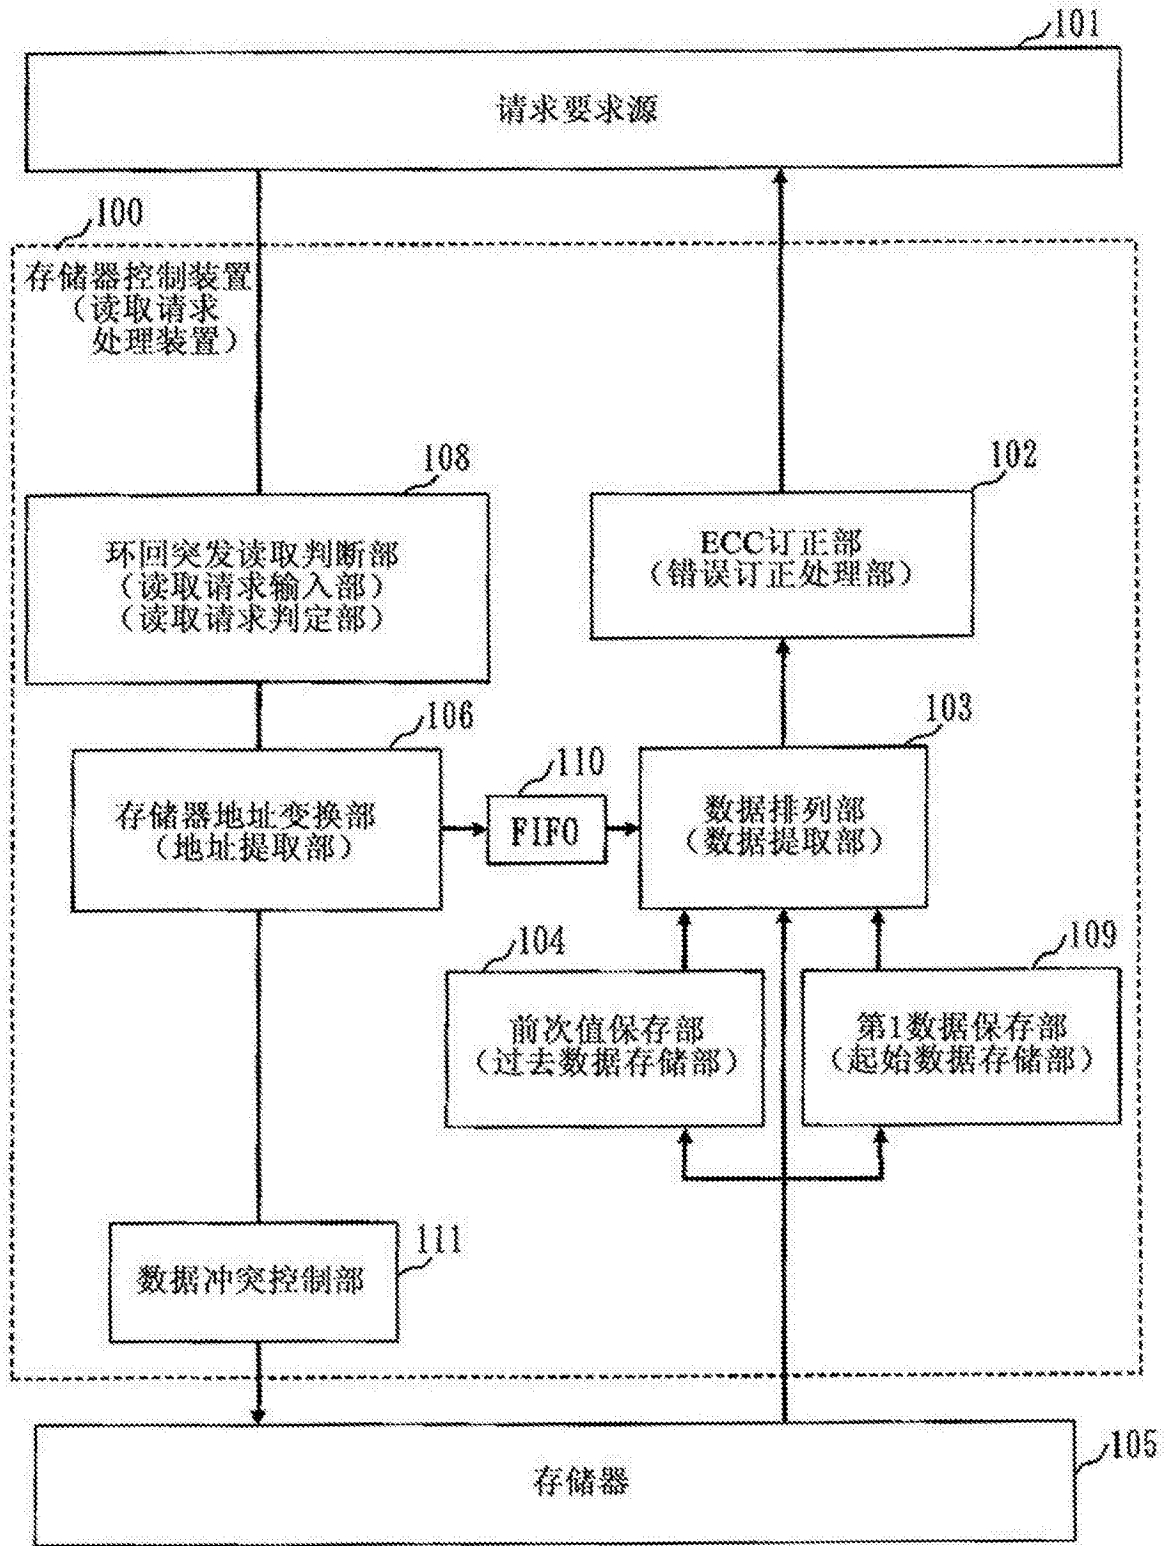 101
请求要求源
100
存储器控制装置
（读取请求
处理装置）
108
环回突发读取判断部
（读取请求输入部）
（读取请求判定部）
102
ECC订正部
（错误订正处理部）
106
存储器地址变换部
（地址提取部）
110
FIFO
103
数据排列部
（数据提取部）
104
前次值保存部
（过去数据存储部）
109
第1数据保存部
（起始数据存储部）
111
数据冲突控制部
105
存储器